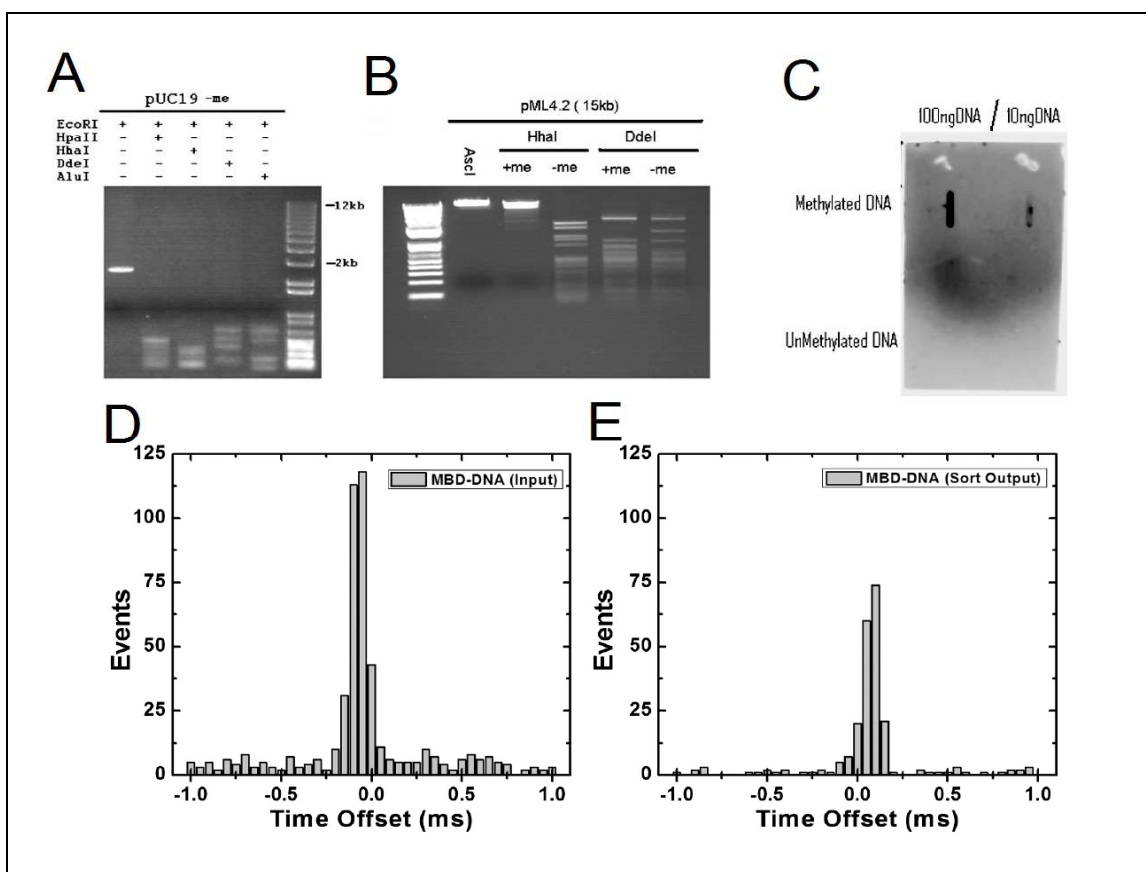 A
pUC19 -me
EcoRI + + + + +
HpaII − + − − −
HhaI − − + − −
DdeI − − − + −
AluI − − − − +
−12kb
−2kb
B
pML4.2 ( 15kb)
AscI
HhaI DdeI
+me -me +me -me
C
100ngDNA / 10ngDNA
Methylated DNA
UnMethylated DNA
D
MBD-DNA (Input)
Events
125
100
75
50
25
0
-1.0 -0.5 0.0 0.5 1.0
Time Offset (ms)
E
MBD-DNA (Sort Output)
Events
125
100
75
50
25
0
-1.0 -0.5 0.0 0.5 1.0
Time Offset (ms)